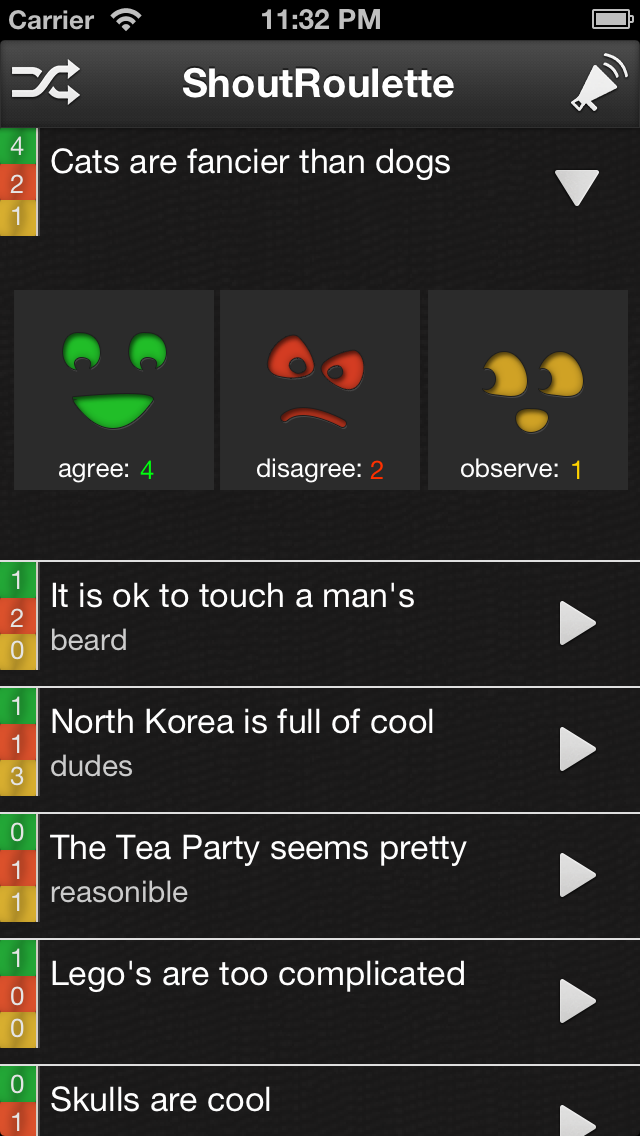 Carrier 11:32 PM
ShoutRoulette
4
Cats are fancier than dogs
2
1
agree: 4 disagree: 2 observe: 1
1
It is ok to touch a man's
2
beard
0
1
North Korea is full of cool
1
dudes
3
0
The Tea Party seems pretty
1
reasonible
1
1
Lego's are too complicated
0
0
0
Skulls are cool
1